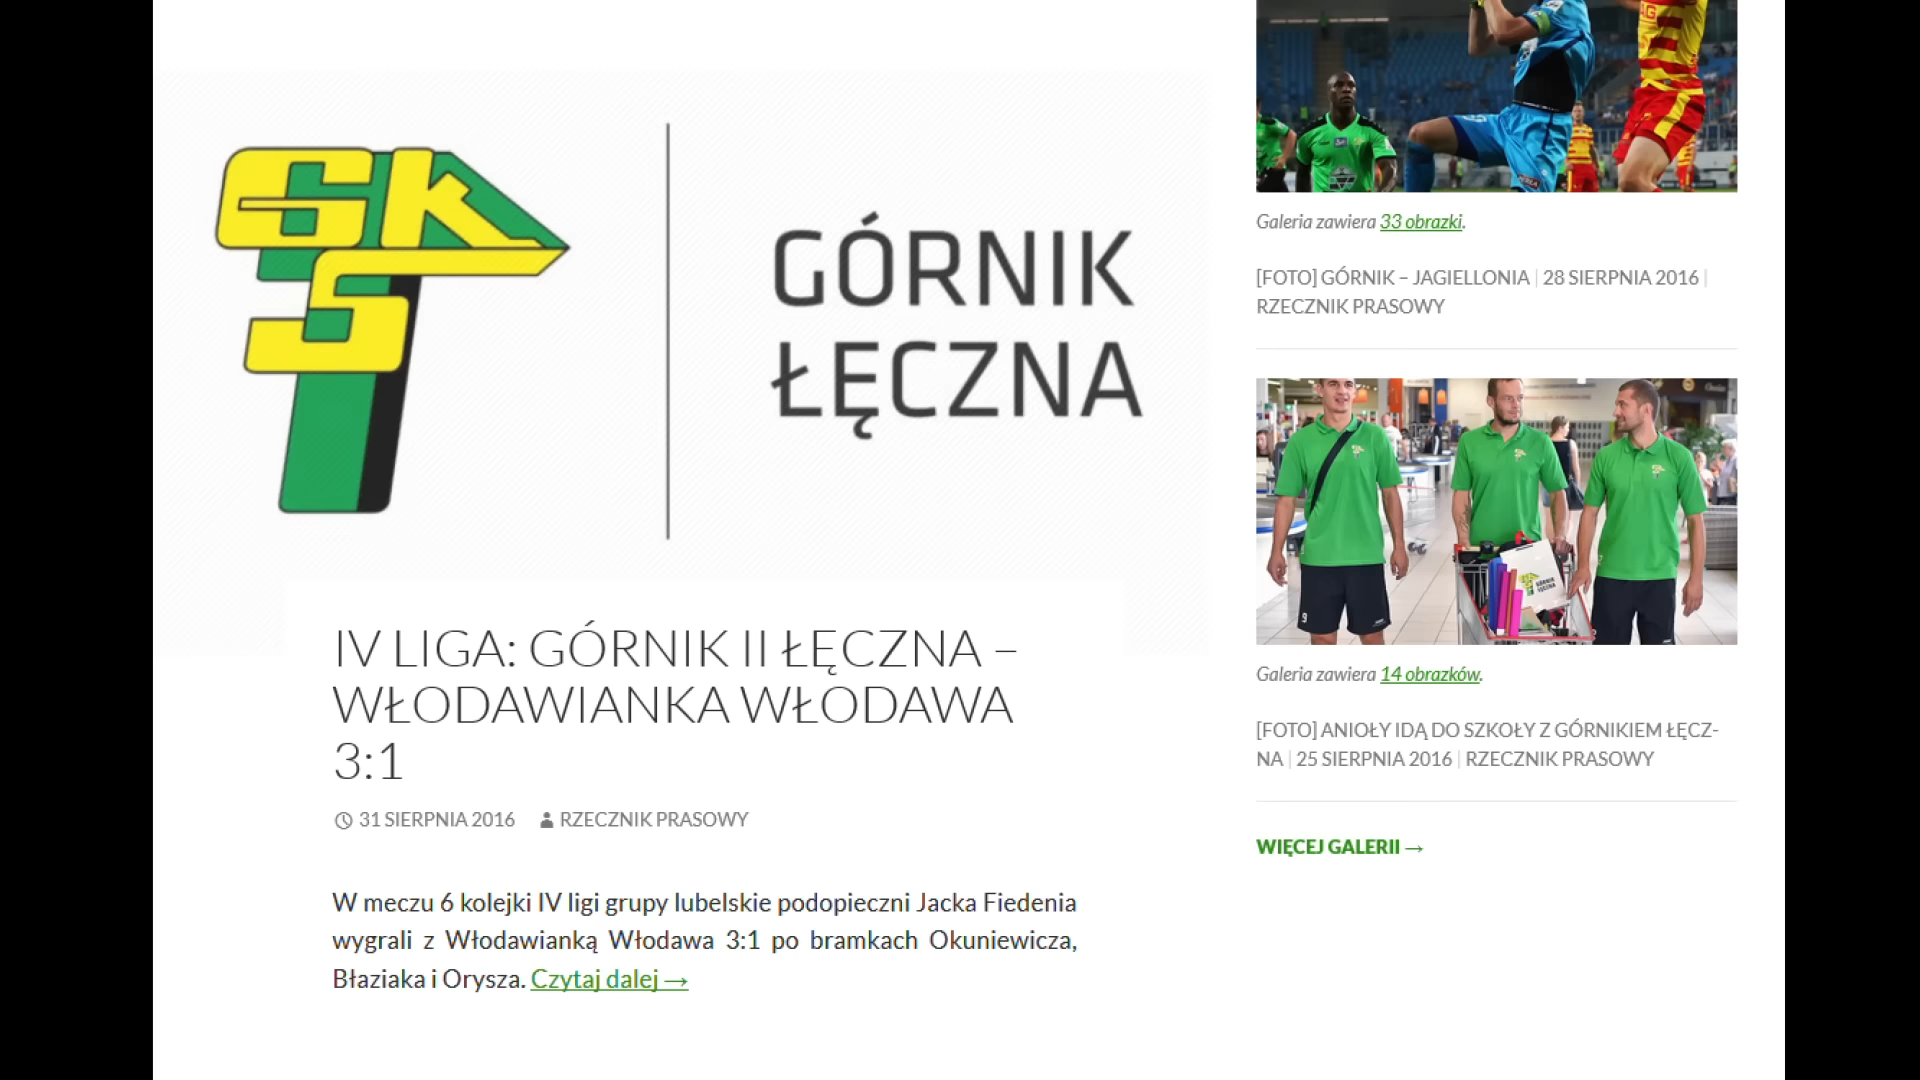 GKS
GÓRNIK
ŁĘCZNA
IV LIGA: GÓRNIK II ŁĘCZNA –
WŁODAWIANKA WŁODAWA
3:1
31 SIERPNIA 2016 RZECZNIK PRASOWY
W meczu 6 kolejki IV ligi grupy lubelskie podopieczni Jacka Fiedenia
wygrali z Włodawianką Włodawa 3:1 po bramkach Okuniewicza,
Błaziaka i Orysza. Czytaj dalej →
Galeria zawiera 33 obrazki.
[FOTO] GÓRNIK – JAGIELLONIA | 28 SIERPNIA 2016 |
RZECZNIK PRASOWY
9
GÓRNIK
ŁĘCZNA
Galeria zawiera 14 obrazków.
[FOTO] ANIOŁY IDĄ DO SZKOŁY Z GÓRNIKIEM ŁĘCZ-
NA | 25 SIERPNIA 2016 | RZECZNIK PRASOWY
WIĘCEJ GALERII →